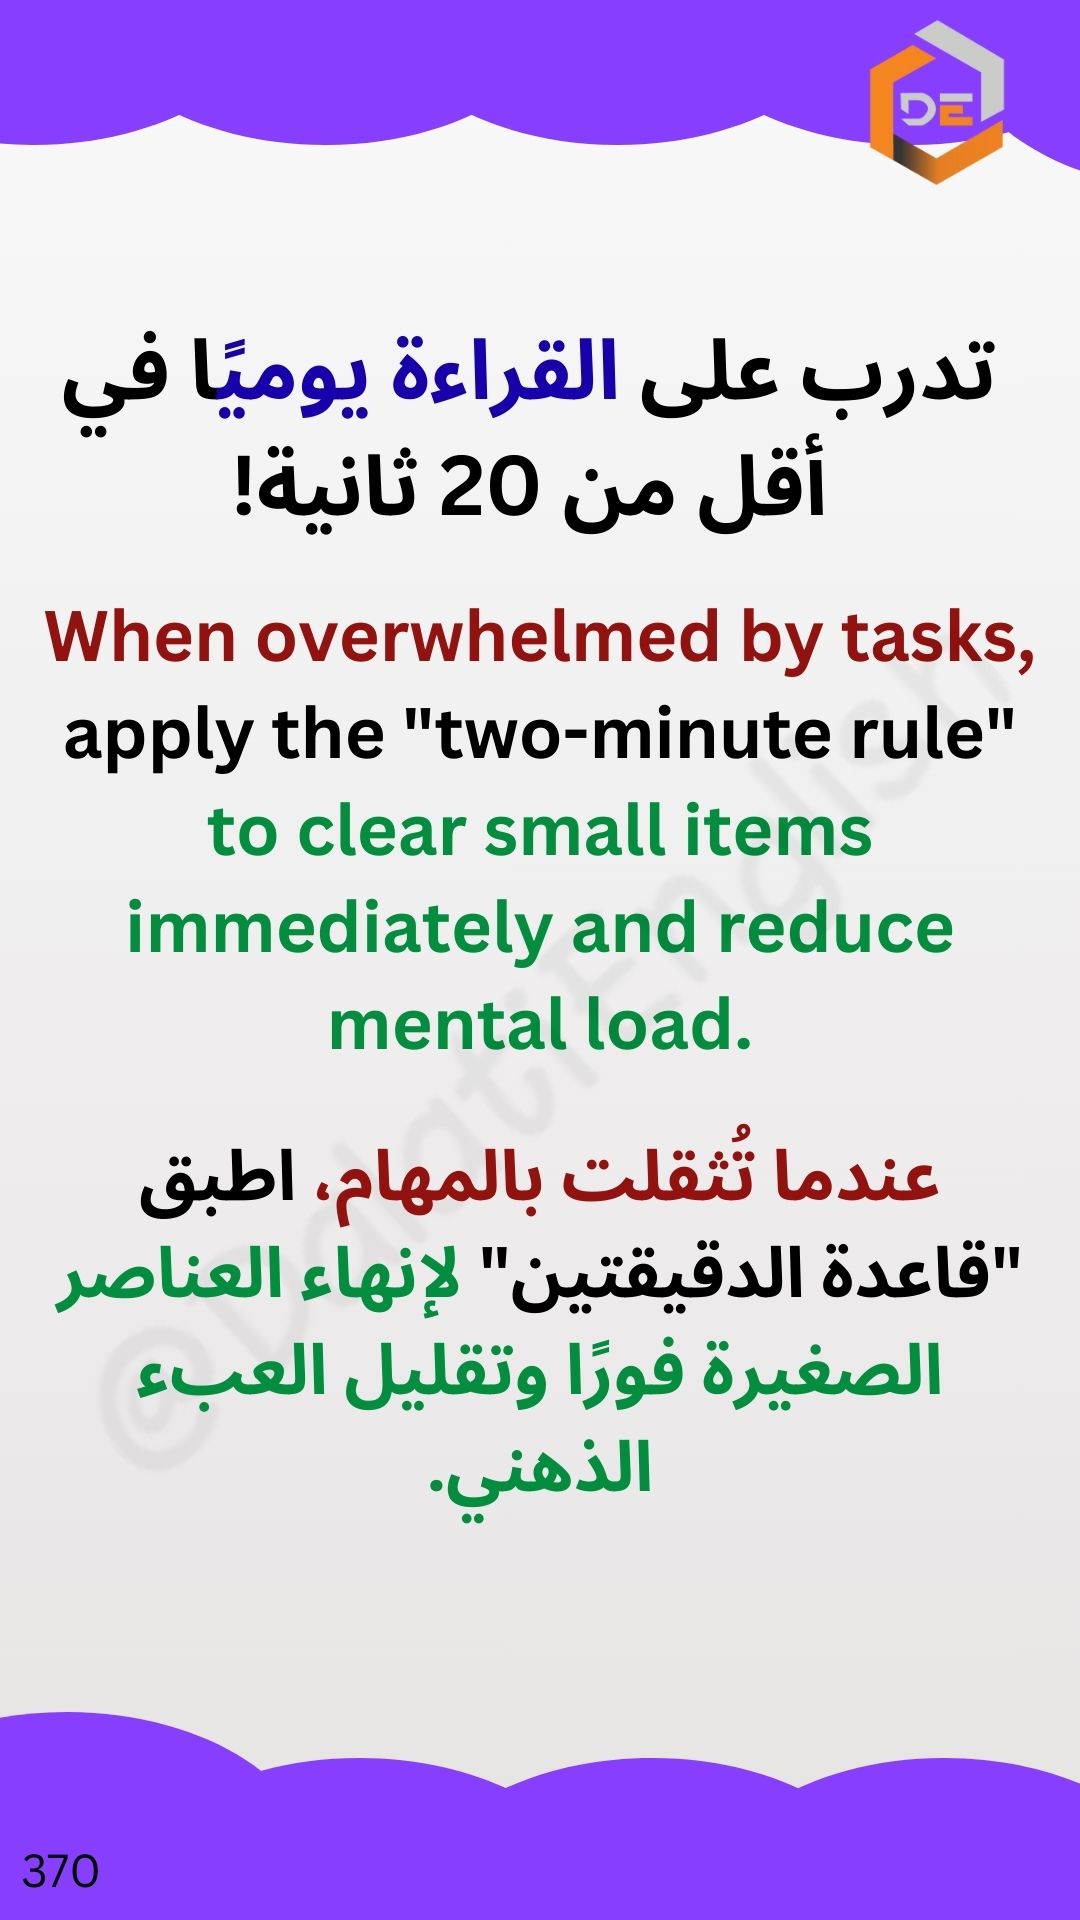 DE
تدرب على القراءة يوميًا في
أقل من 20 ثانية!
When overwhelmed by tasks,
apply the "two-minute rule"
to clear small items
immediately and reduce
mental load.
عندما تُثقلت بالمهام، اطبق
"قاعدة الدقيقتين" لإنهاء العناصر
الصغيرة فورًا وتقليل العبء
الذهني.
@DalatiEnglish
370